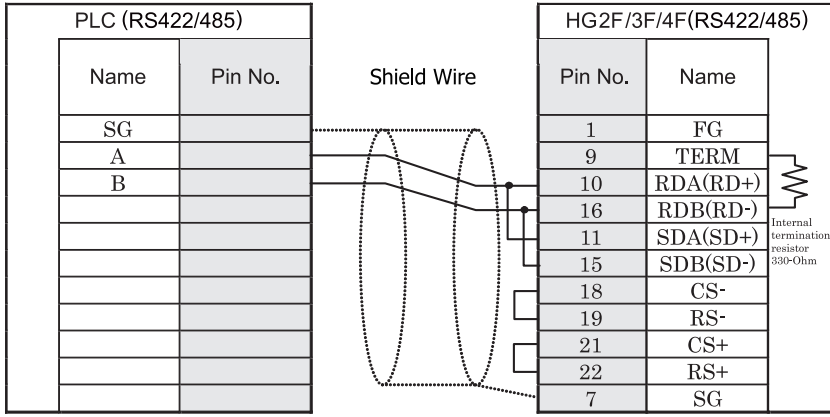 PLC (RS422/485)
HG2F/3F/4F(RS422/485)
Name
Pin No.
Shield Wire
Pin No.
Name
SG
1
FG
A
9
TERM
B
10
RDA(RD+)
16
RDB(RD-)
11
SDA(SD+)
15
SDB(SD-)
18
CS-
19
RS-
21
CS+
22
RS+
7
SG
Internal
termination
resistor
330-Ohm